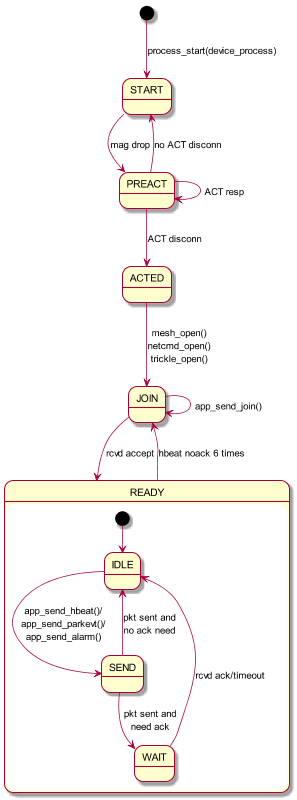 process_start(device_process)
START
mag drop
no ACT disconn
PREACT
ACT resp
ACT disconn
ACTED
mesh_open()
netcmd_open()
trickle_open()
JOIN
app_send_join()
rcvd accept
hbeat noack 6 times
READY
IDLE
app_send_hbeat()/
app_send_parkevt()/
app_send_alarm()
pkt sent and
no ack need
SEND
rcvd ack/timeout
pkt sent and
need ack
WAIT